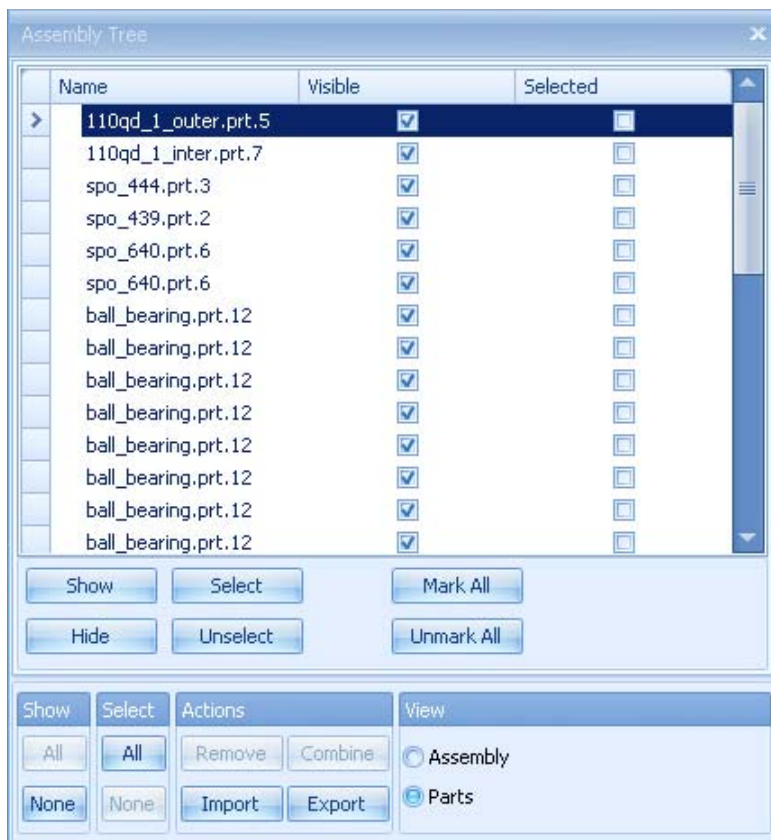 Assembly Tree
Name Visible Selected
110qd_1_outer.prt.5
110qd_1_inter.prt.7
spo_444.prt.3
spo_439.prt.2
spo_640.prt.6
spo_640.prt.6
ball_bearing.prt.12
ball_bearing.prt.12
ball_bearing.prt.12
ball_bearing.prt.12
ball_bearing.prt.12
ball_bearing.prt.12
ball_bearing.prt.12
ball_bearing.prt.12
Show Select Mark All
Hide Unselect Unmark All
Show Select Actions View
All All Remove Combine Assembly
None None Import Export Parts